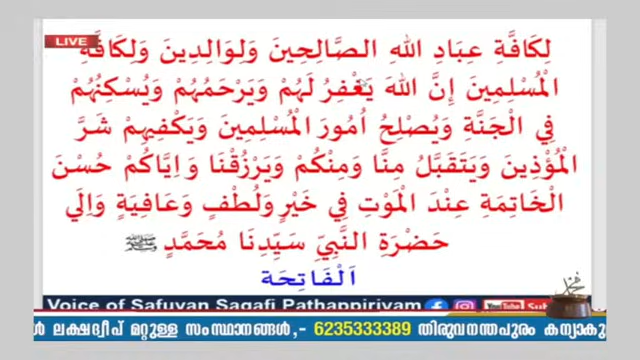 LIVE
لِكَافَّةِ عِبَادِ اللهِ الصَّالِحِينَ وَلِوَالِدِينَ وَلِكَافَّةِ
الْمُسْلِمِينَ إِنَّ اللهَ يَغْفِرُ لَهُمْ وَيَرْحَمُهُمْ وَيُسْكِنُهُمْ
فِي الْجَنَّةِ وَيُصْلِحُ أُمُورَ الْمُسْلِمِينَ وَيَكْفِيهِمْ شَرَّ
الْمُؤْذِينَ وَيَتَقَبَّلُ مِنَّا وَمِنْكُمْ وَيَرْزُقْنَا وَاِيَّاكُمْ حُسْنَ
الْخَاتِمَةِ عِنْدَ الْمَوْتِ فِي خَيْرٍ وَلُطْفٍ وَعَافِيَةٍ وَاِلَي
حَضْرَةِ النَّبِيِّ سَيِّدِنَا مُحَمَّدٍ ﷺ
اَلْفَاتِحَة
Voice of Safuvan Saqafi Pathappiriyam YouTube
ലക്ഷദ്വീപ് മറ്റുള്ള സംസ്ഥാനങ്ങൾ,- 6235333389 തിരുവനന്തപുരം